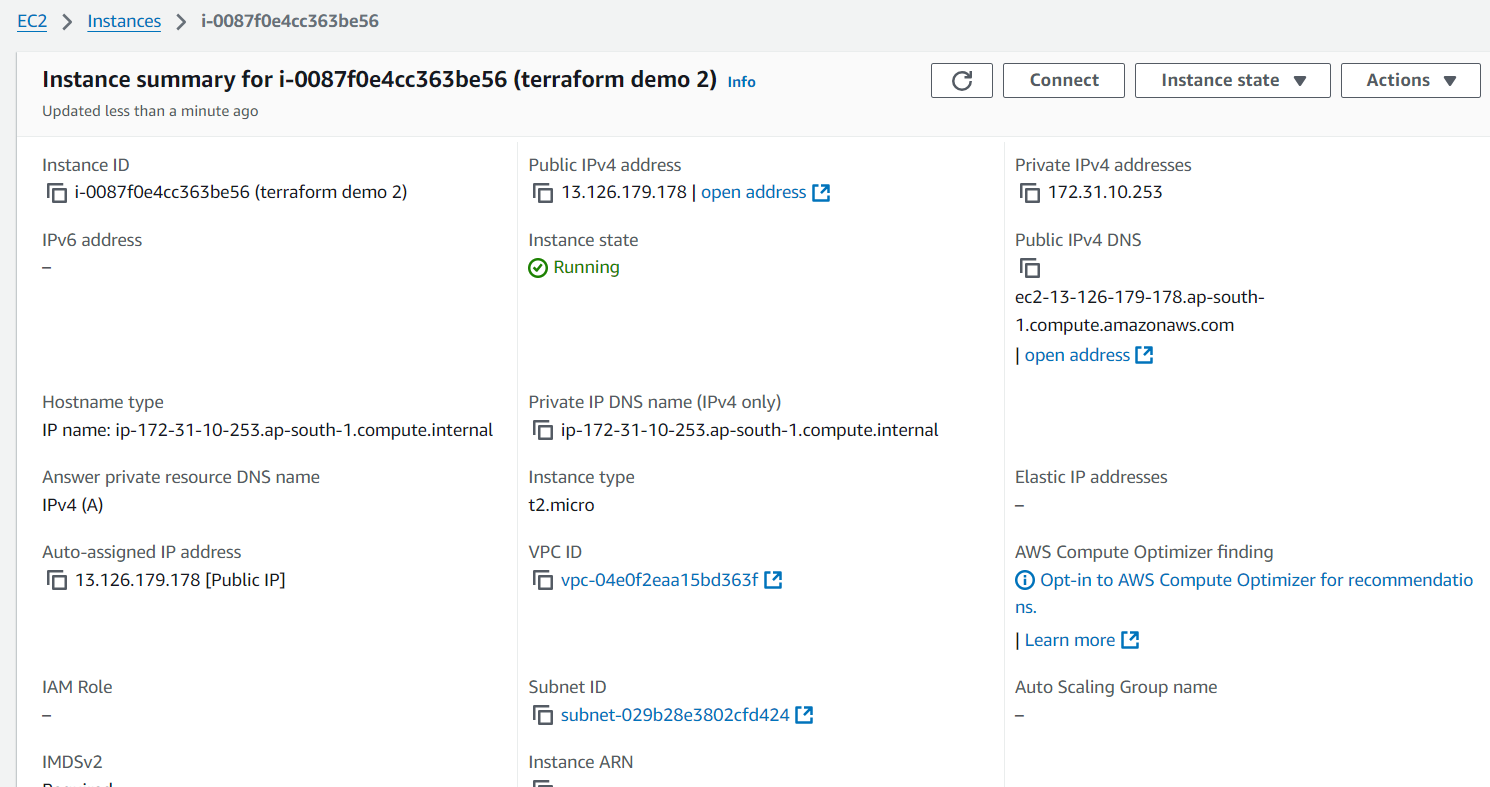 EC2 > Instances > i-0087f0e4cc363be56
Instance summary for i-0087f0e4cc363be56 (terraform demo 2) Info
Updated less than a minute ago
Connect
Instance state
Actions
Instance ID
i-0087f0e4cc363be56 (terraform demo 2)
Public IPv4 address
13.126.179.178 | open address
Private IPv4 addresses
172.31.10.253
IPv6 address
–
Instance state
Running
Public IPv4 DNS
ec2-13-126-179-178.ap-south-
1.compute.amazonaws.com
| open address
Hostname type
IP name: ip-172-31-10-253.ap-south-1.compute.internal
Private IP DNS name (IPv4 only)
ip-172-31-10-253.ap-south-1.compute.internal
Answer private resource DNS name
IPv4 (A)
Instance type
t2.micro
Elastic IP addresses
–
Auto-assigned IP address
13.126.179.178 [Public IP]
VPC ID
vpc-04e0f2eaa15bd363f
AWS Compute Optimizer finding
Opt-in to AWS Compute Optimizer for recommendatio
ns.
| Learn more
IAM Role
–
Subnet ID
subnet-029b28e3802cfd424
Auto Scaling Group name
–
IMDSv2
Required
Instance ARN